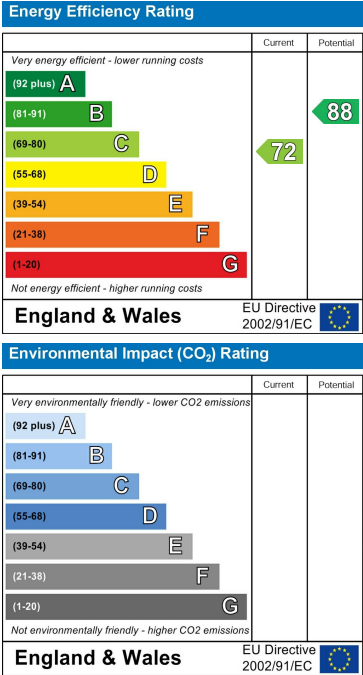 Energy Efficiency Rating
Current Potential
Very energy efficient - lower running costs
(92 plus) A
(81-91) B
88
(69-80) C
72
(55-68) D
(39-54) E
(21-38) F
(1-20) G
Not energy efficient - higher running costs
England & Wales
EU Directive
2002/91/EC
Environmental Impact (CO₂) Rating
Current Potential
Very environmentally friendly - lower CO2 emissions
(92 plus) A
(81-91) B
(69-80) C
(55-68) D
(39-54) E
(21-38) F
(1-20) G
Not environmentally friendly - higher CO2 emissions
England & Wales
EU Directive
2002/91/EC